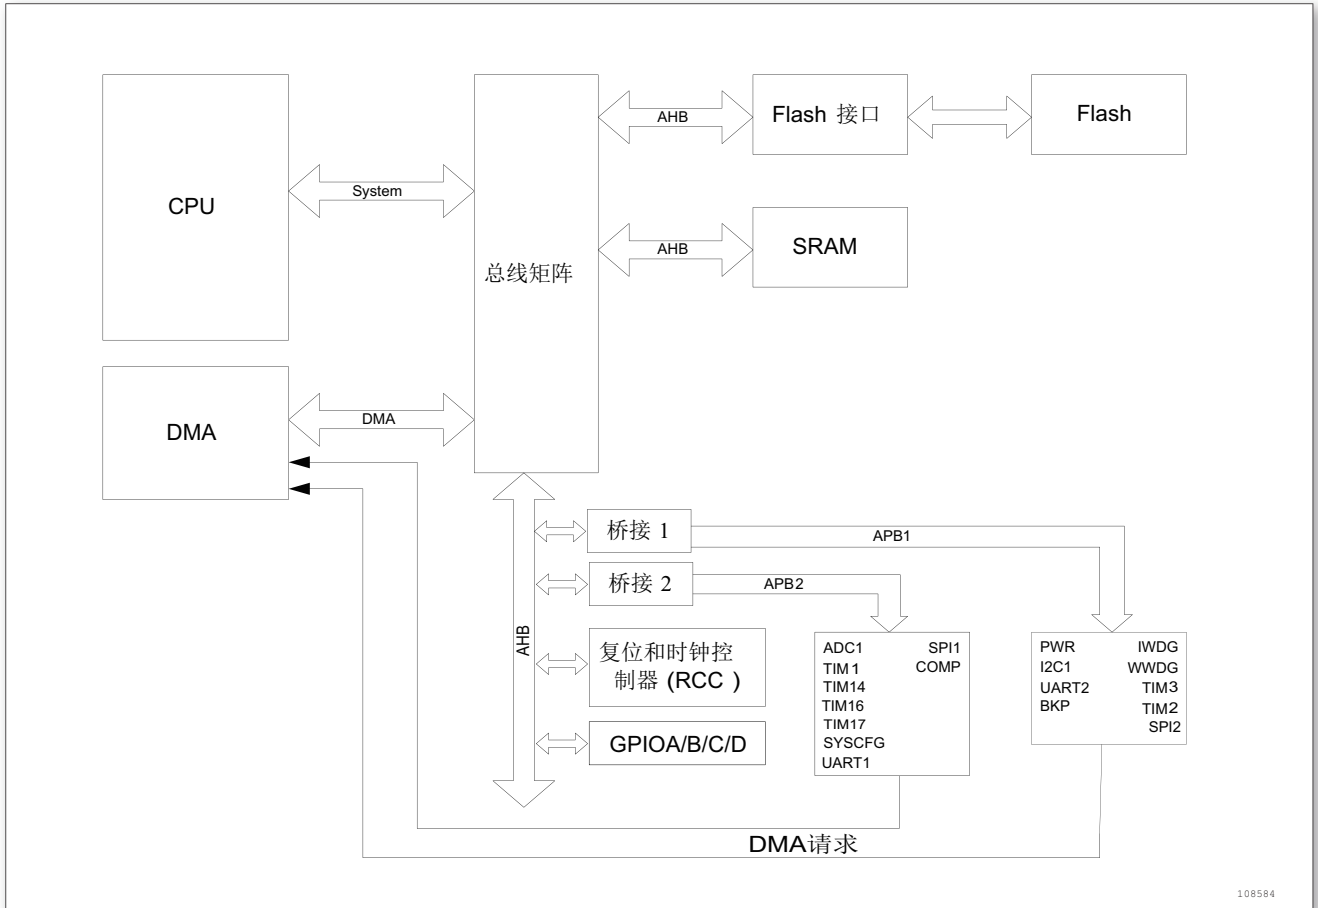 CPU
System
总线矩阵
AHB
Flash 接口
Flash
AHB
SRAM
DMA
DMA
桥接 1
APB1
桥接 2
APB2
AHB
复位和时钟控
制器 (RCC )
GPIOA/B/C/D
ADC1 SPI1
TIM1 COMP
TIM14
TIM16
TIM17
SYSCFG
UART1
PWR IWDG
I2C1 WWDG
UART2 TIM3
BKP TIM2
SPI2
DMA请求
108584